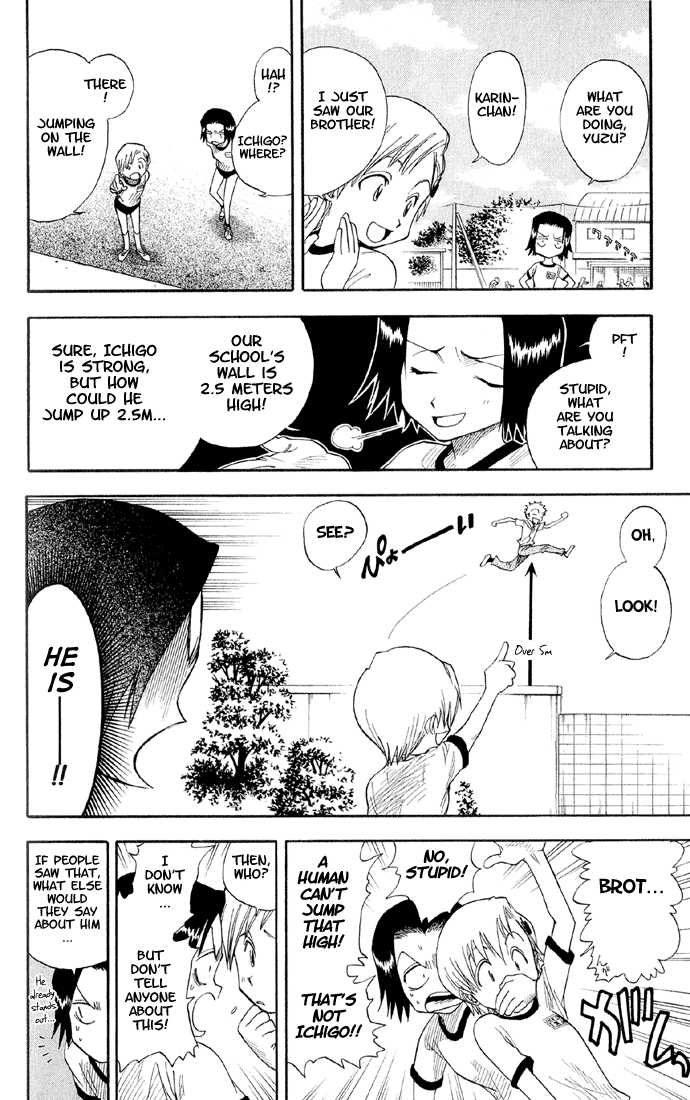 WHAT
ARE YOU
DOING,
YUZU?
KARIN-
CHAN!
I JUST
SAW OUR
BROTHER!
HAH
!?
ICHIGO?
WHERE?
THERE
!
JUMPING
ON THE
WALL!
PFT
!
STUPID,
WHAT
ARE YOU
TALKING
ABOUT?
OUR
SCHOOL'S
WALL IS
2.5 METERS
HIGH!
SURE, ICHIGO
IS STRONG,
BUT HOW
COULD HE
JUMP UP 2.5M...
OH,
LOOK!
ぴょーい
SEE?
Over 5m
HE
IS
!!
BROT...
NO,
STUPID!
A
HUMAN
CAN'T
JUMP
THAT
HIGH!
THAT'S
NOT
ICHIGO!!
THEN,
WHO?
I
DON'T
KNOW
...
BUT
DON'T
TELL
ANYONE
ABOUT
THIS!
IF PEOPLE
SAW THAT,
WHAT ELSE
WOULD
THEY SAY
ABOUT HIM
...
He
already
stands
out...